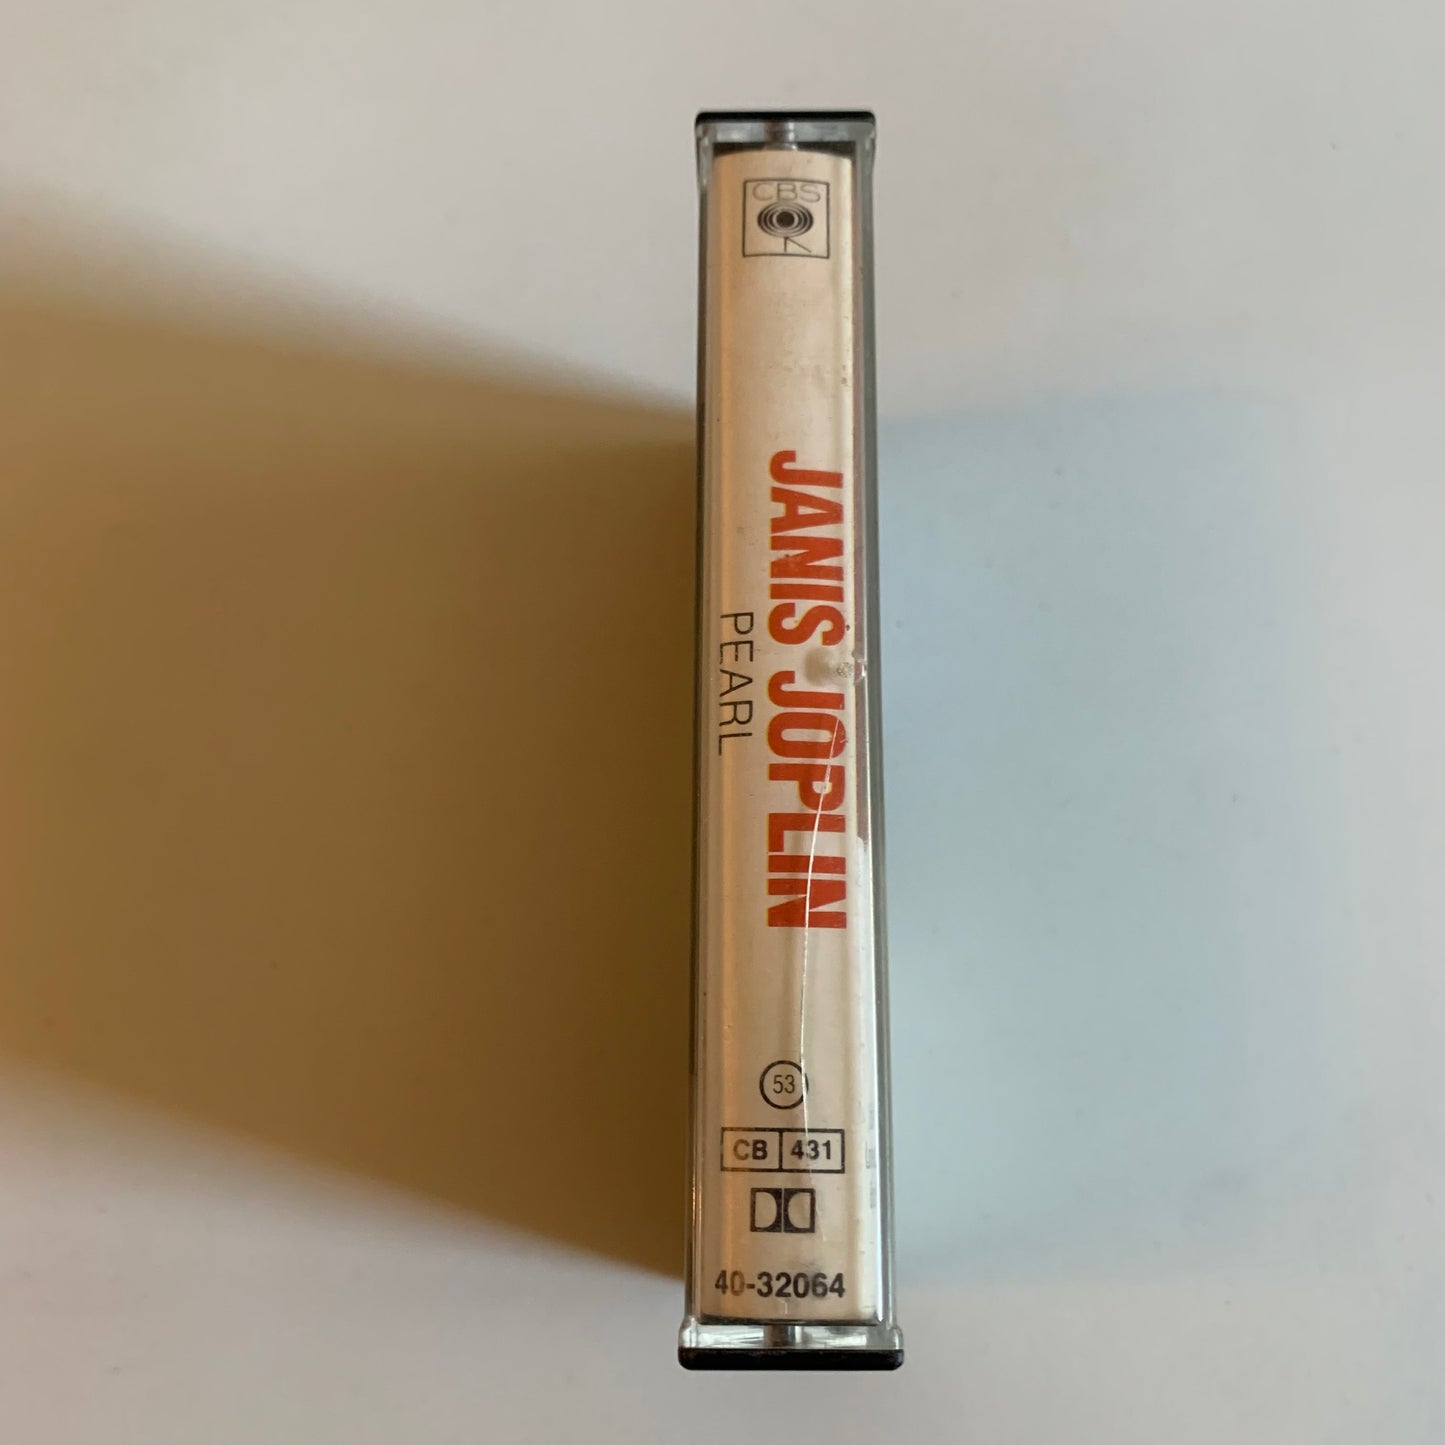 CBS
JANIS JOPLIN
PEARL
53
CB 431
40-32064